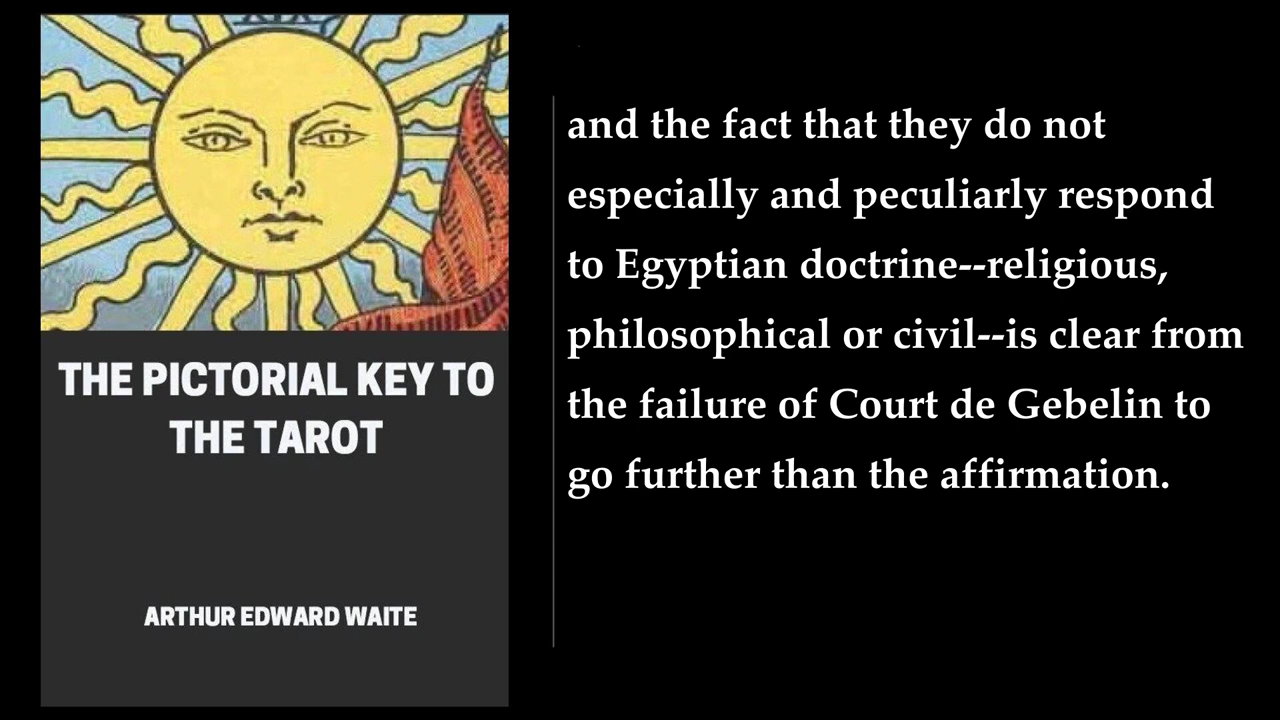 XIX
THE PICTORIAL KEY TO
THE TAROT
ARTHUR EDWARD WAITE
and the fact that they do not
especially and peculiarly respond
to Egyptian doctrine--religious,
philosophical or civil--is clear from
the failure of Court de Gebelin to
go further than the affirmation.